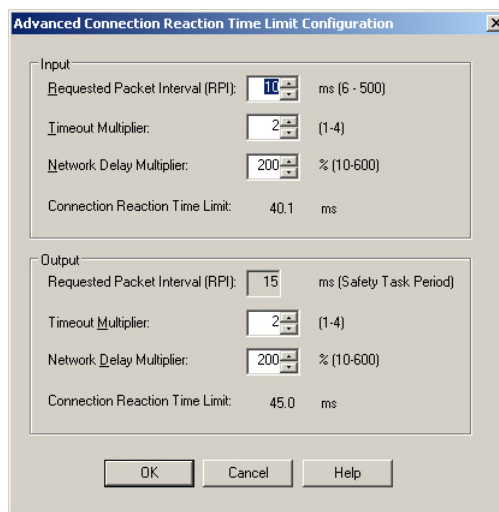 Advanced Connection Reaction Time Limit Configuration
Input
Requested Packet Interval (RPI): 10 ms (6 - 500)
Timeout Multiplier: 2 (1-4)
Network Delay Multiplier: 200 % (10-600)
Connection Reaction Time Limit: 40.1 ms
Output
Requested Packet Interval (RPI): 15 ms (Safety Task Period)
Timeout Multiplier: 2 (1-4)
Network Delay Multiplier: 200 % (10-600)
Connection Reaction Time Limit: 45.0 ms
OK Cancel Help